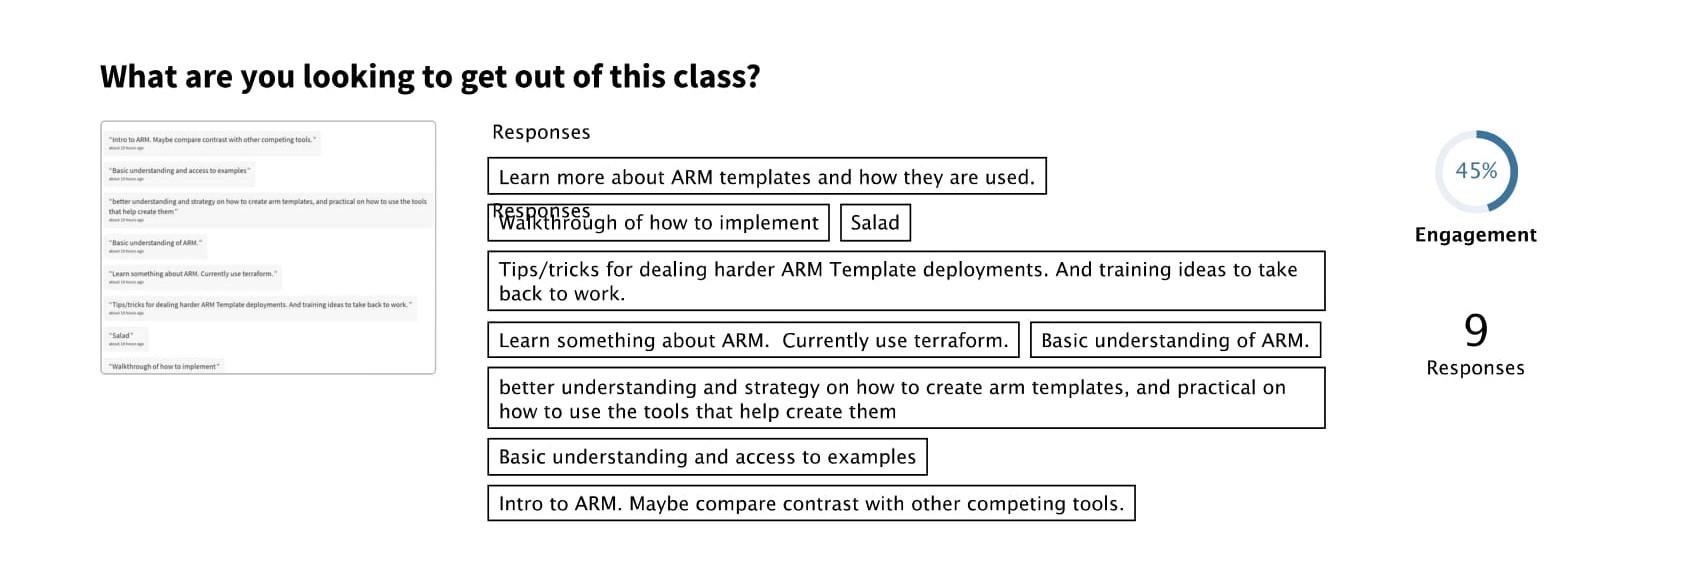 What are you looking to get out of this class?
"Intro to ARM. Maybe compare contrast with other competing tools."
about 19 hours ago
"Basic understanding and access to examples"
about 19 hours ago
"better understanding and strategy on how to create arm templates, and practical on how to use the tools
that help create them"
about 19 hours ago
"Basic understanding of ARM."
about 19 hours ago
"Learn something about ARM. Currently use terraform."
about 19 hours ago
"Tips/tricks for dealing harder ARM Template deployments. And training ideas to take back to work."
about 19 hours ago
"Salad"
about 19 hours ago
"Walkthrough of how to implement"
Responses
Learn more about ARM templates and how they are used.
Responses
Walkthrough of how to implement
Salad
Tips/tricks for dealing harder ARM Template deployments. And training ideas to take
back to work.
Learn something about ARM.  Currently use terraform.
Basic understanding of ARM.
better understanding and strategy on how to create arm templates, and practical on
how to use the tools that help create them
Basic understanding and access to examples
Intro to ARM. Maybe compare contrast with other competing tools.
45%
Engagement
9
Responses